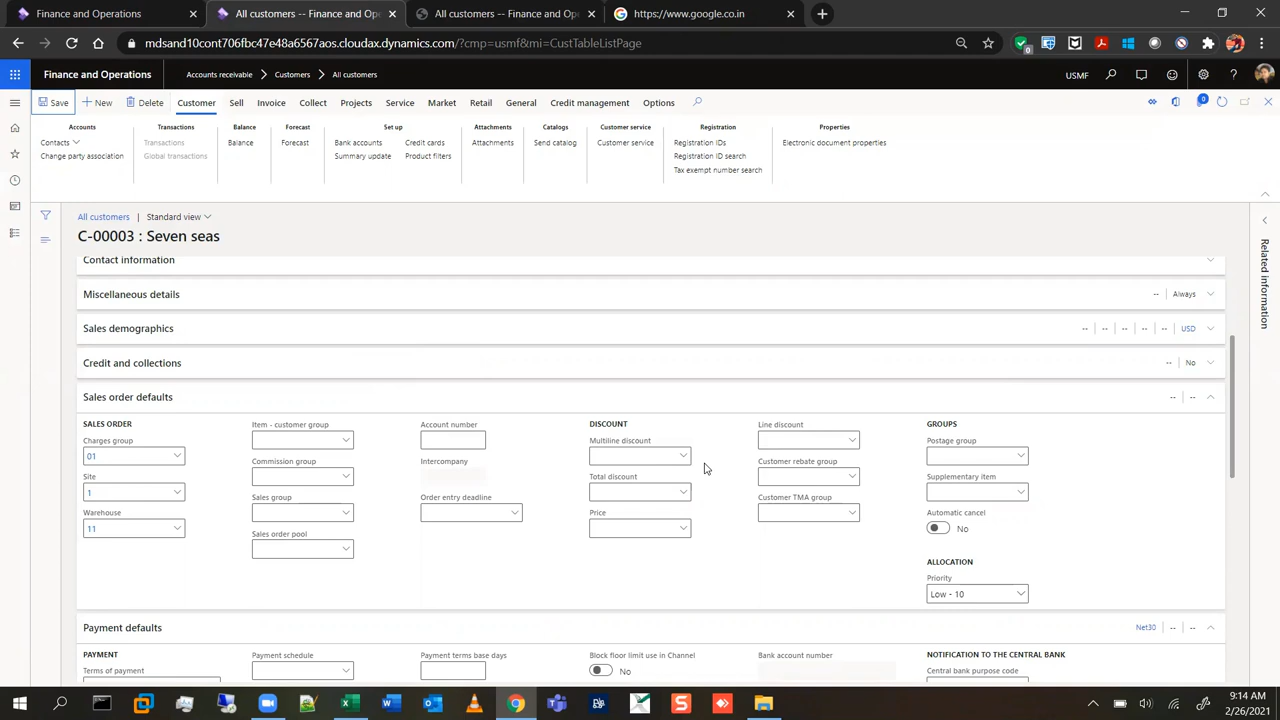 All customers -- Finance and Ope
All customers -- Finance and Ope
All customers -- Finance and Ope
https://www.google.co.in
mdsand10cont706fbc47e48a6567aos.cloudax.dynamics.com/?cmp=usmf&mi=CustTableListPage
0
Finance and Operations
Accounts receivable
Customers
All customers
USMF
Save
New
Delete
Customer
Sell
Invoice
Collect
Projects
Service
Market
Retail
General
Credit management
Options
0
Accounts
Transactions
Balance
Forecast
Set up
Attachments
Catalogs
Customer service
Registration
Properties
Contacts
Transactions
Balance
Forecast
Bank accounts
Credit cards
Attachments
Send catalog
Customer service
Registration IDs
Electronic document properties
Change party association
Global transactions
Summary update
Product filters
Registration ID search
Tax exempt number search
All customers | Standard view
C-00003 : Seven seas
Related information
Contact information
Miscellaneous details -- Always
Sales demographics -- -- -- -- -- USD
Credit and collections -- No
Sales order defaults -- --
SALES ORDER
Charges group
01
Site
1
Warehouse
11
Item - customer group
Commission group
Sales group
Sales order pool
Account number
Intercompany
Order entry deadline
DISCOUNT
Multiline discount
Total discount
Price
Line discount
Customer rebate group
Customer TMA group
GROUPS
Postage group
Supplementary item
Automatic cancel
No
ALLOCATION
Priority
Low - 10
Payment defaults Net30 -- --
PAYMENT
Terms of payment
Payment schedule
Payment terms base days
Block floor limit use in Channel
No
Bank account number
NOTIFICATION TO THE CENTRAL BANK
Central bank purpose code
9:14 AM
2/26/2021